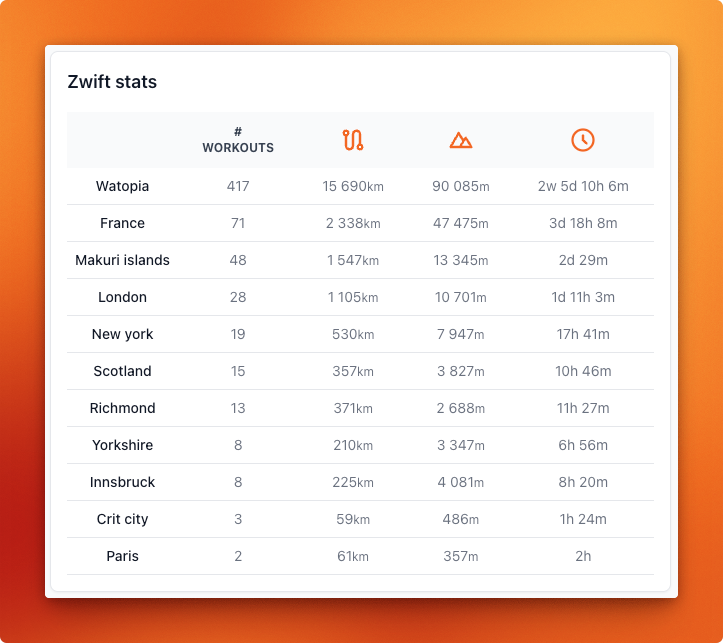 Zwift stats
#
WORKOUTS
Watopia 417 15 690km 90 085m 2w 5d 10h 6m
France 71 2 338km 47 475m 3d 18h 8m
Makuri islands 48 1 547km 13 345m 2d 29m
London 28 1 105km 10 701m 1d 11h 3m
New york 19 530km 7 947m 17h 41m
Scotland 15 357km 3 827m 10h 46m
Richmond 13 371km 2 688m 11h 27m
Yorkshire 8 210km 3 347m 6h 56m
Innsbruck 8 225km 4 081m 8h 20m
Crit city 3 59km 486m 1h 24m
Paris 2 61km 357m 2h